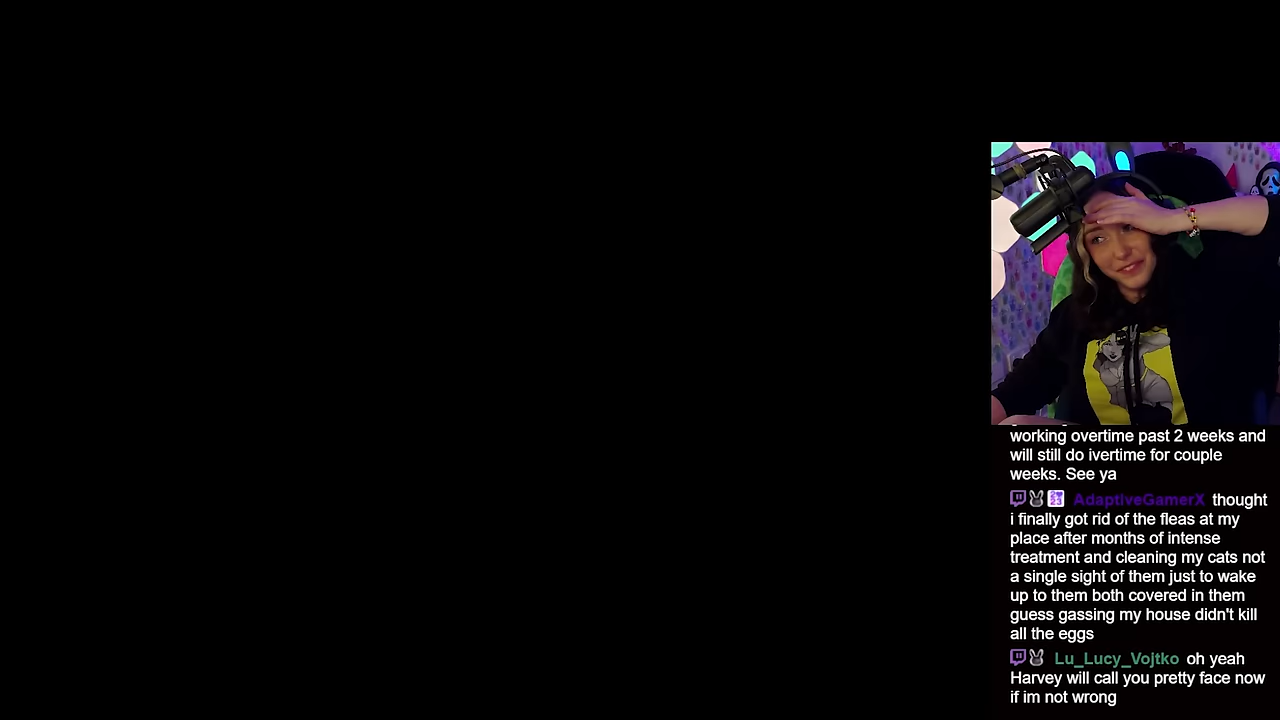 working overtime past 2 weeks and
will still do ivertime for couple
weeks. See ya
AdaptiveGamerX thought
i finally got rid of the fleas at my
place after months of intense
treatment and cleaning my cats not
a single sight of them just to wake
up to them both covered in them
guess gassing my house didn't kill
all the eggs
Lu_Lucy_Vojtko oh yeah
Harvey will call you pretty face now
if im not wrong